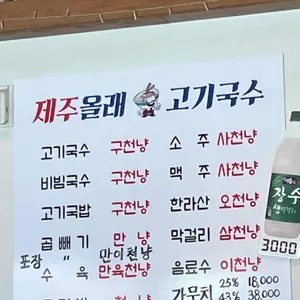 제주올래 고기국수
고기국수 구천냥
비빔국수 구천냥
고기국밥 구천냥
곱빼기 만냥
포장 " 만이천냥
수육 만육천냥
소주 사천냥
맥주 사천냥
한라산 오천냥
막걸리 삼천냥
음료수 이천냥
가무치 25% 18,000
43% 38,000
장수
3000